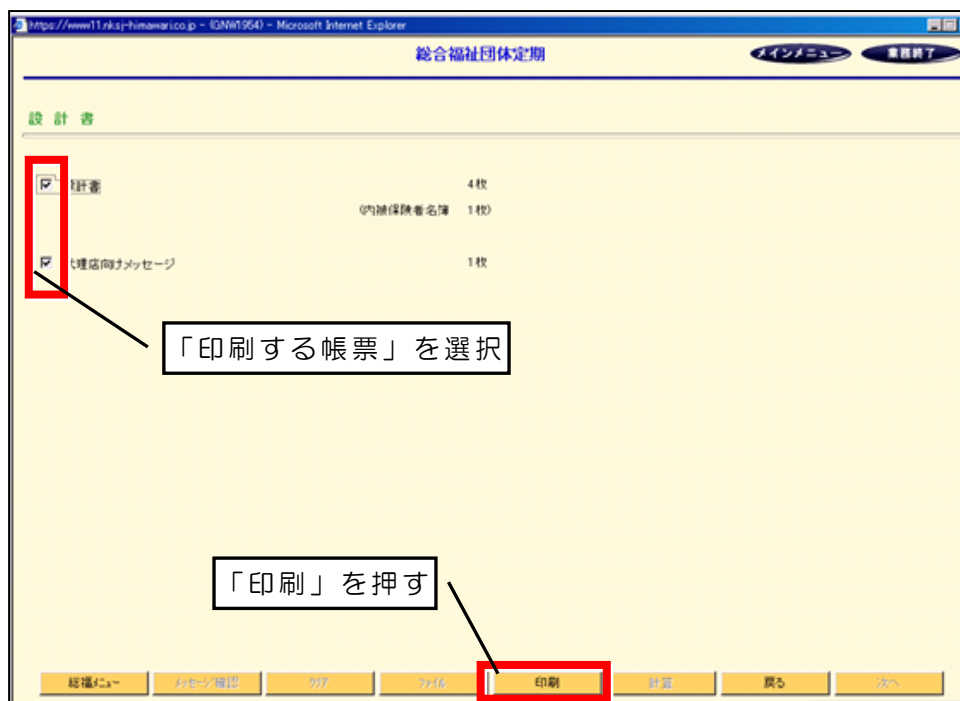 https://www11.nksj-himawari.co.jp - (GNW1954) - Microsoft Internet Explorer
総合福祉団体定期
メインメニュー 業務終了
設計書
設計書 4枚
(内被保険者名簿 1枚)
代理店向けメッセージ 1枚
「印刷する帳票」を選択
「印刷」を押す
総福メニュー メッセージ確認 クリア ファイル 印刷 計算 戻る 次へ